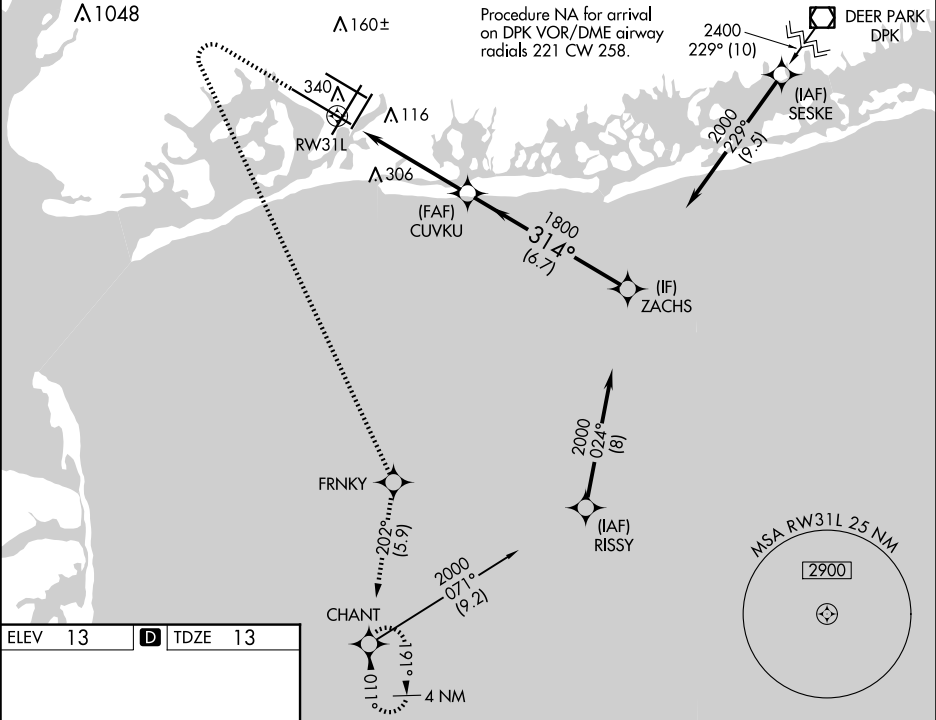 1048
160±
Procedure NA for arrival
on DPK VOR/DME airway
radials 221 CW 258.
2400
229° (10)
DEER PARK
DPK
(IAF)
SESKE
2000
229°
(9.5)
340
116
RW31L
306
(FAF)
CUVKU
1800
314°
(6.7)
(IF)
ZACHS
2000
024°
(8)
FRNKY
(IAF)
RISSY
202°
(5.9)
2000
071°
(9.2)
CHANT
191°
011°
4 NM
MSA RW31L 25 NM
2900
ELEV 13 D TDZE 13